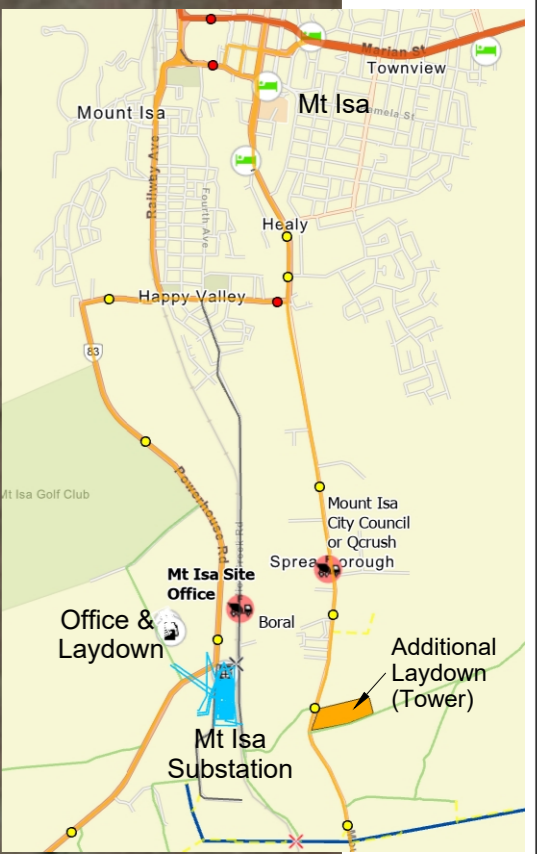 Marian St
Townview
Mt Isa
Mount Isa
Railway Ave
Fourth Ave
Healy
Happy Valley
83
Mt Isa Golf Club
Powerhouse Rd
Mount Isa
City Council
or Qcrush
Mt Isa Site
Office
Boral
Office &
Laydown
Additional
Laydown
(Tower)
Mt Isa
Substation